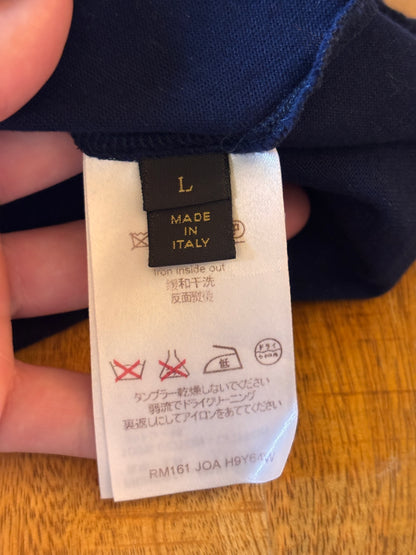 L
MADE
IN
ITALY
Iron inside out
缓和干洗
反面熨烫
低
ドライ
タンブラー乾燥しないでください
弱流でドライクリーニング
裏返しにしてアイロンをあててください
RM161 JOA H9Y64W